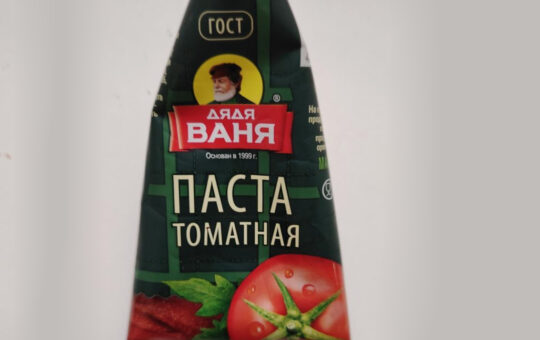 ГОСТ
ДЯДЯ
ВАНЯ
®
Основан в 1999 г.
ПАСТА
ТОМАТНАЯ